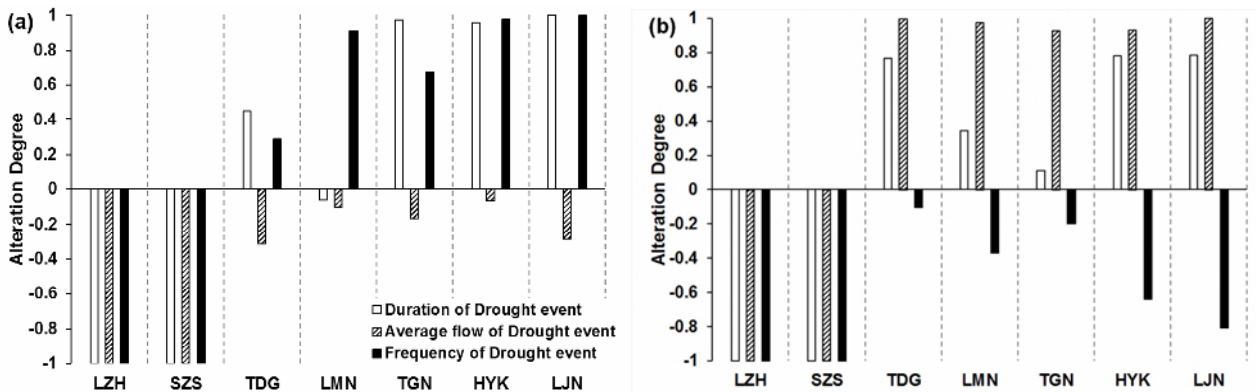 (a)
1
0.8
0.6
0.4
0.2
0
-0.2
-0.4
-0.6
-0.8
-1
Alteration Degree
Duration of Drought event
Average flow of Drought event
Frequency of Drought event
LZH SZS TDG LMN TGN HYK LJN
(b)
1
0.8
0.6
0.4
0.2
0
-0.2
-0.4
-0.6
-0.8
-1
Alteration Degree
LZH SZS TDG LMN TGN HYK LJN